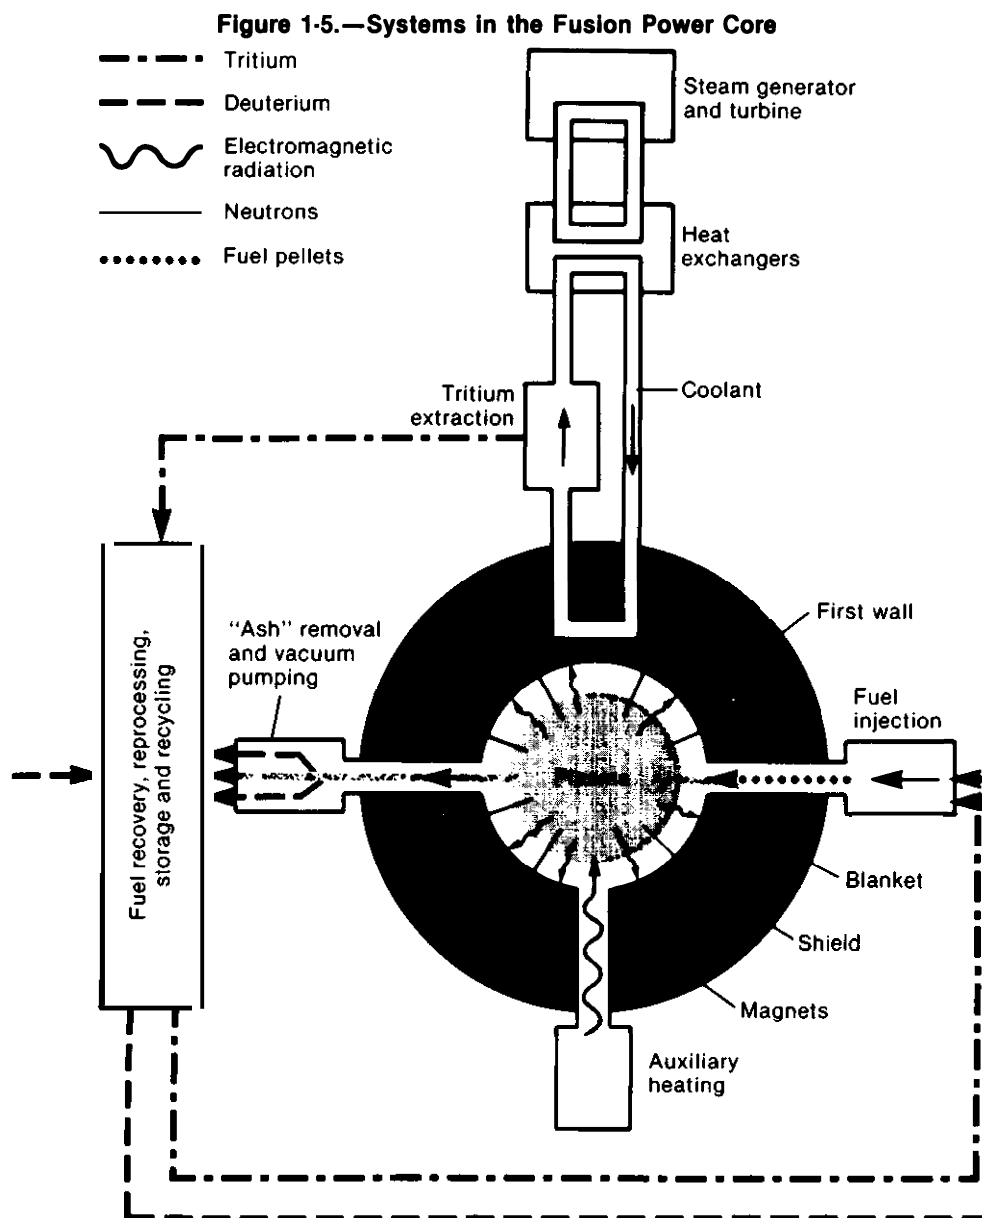 Figure 1-5.—Systems in the Fusion Power Core
Tritium
Deuterium
Electromagnetic
radiation
Neutrons
Fuel pellets
Steam generator
and turbine
Heat
exchangers
Coolant
Tritium
extraction
First wall
"Ash" removal
and vacuum
pumping
Fuel
injection
Fuel recovery, reprocessing,
storage and recycling
Blanket
Shield
Magnets
Auxiliary
heating